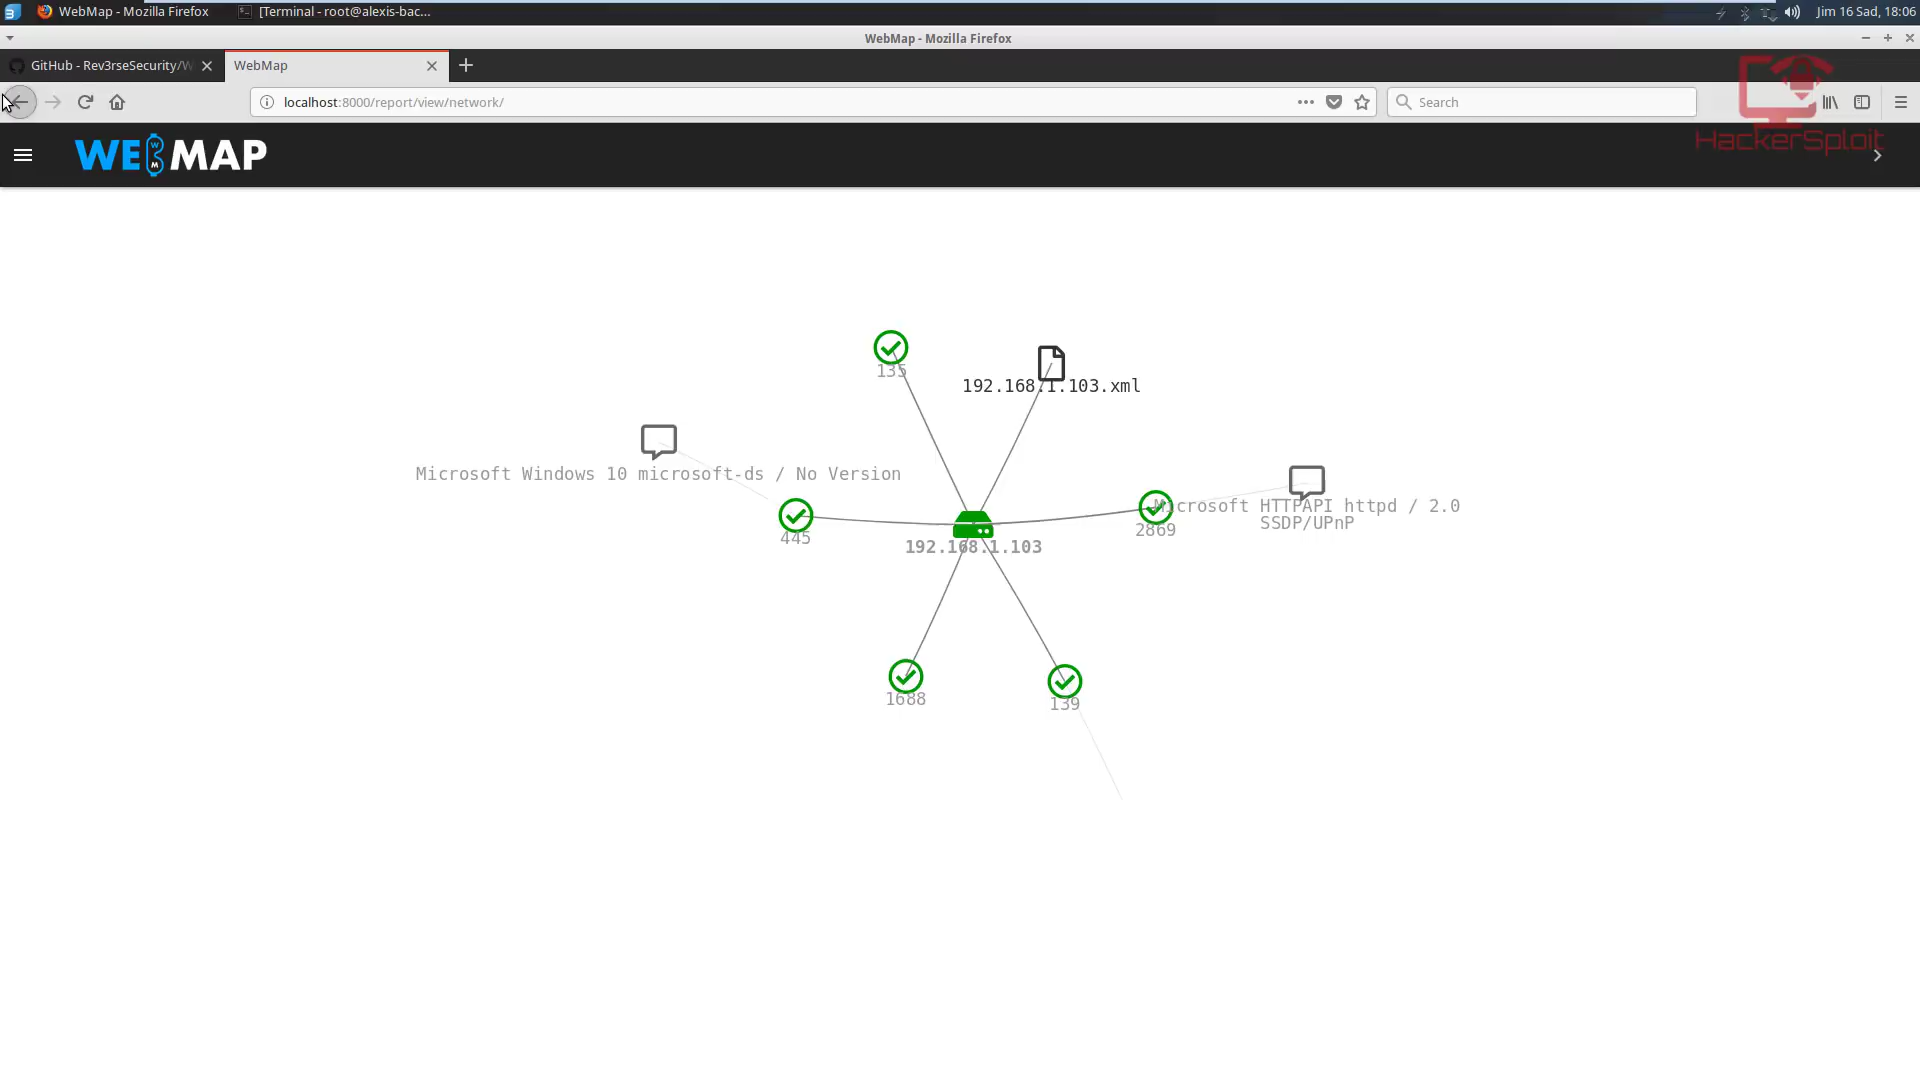 WebMap - Mozilla Firefox
[Terminal - root@alexis-bac...
Jim 16 Sad, 18:06
WebMap - Mozilla Firefox
GitHub - Rev3rseSecurity/W
WebMap
localhost:8000/report/view/network/
Search
HackerSploit
WEBMAP
135
192.168.1.103.xml
Microsoft Windows 10 microsoft-ds / No Version
Microsoft HTTPAPI httpd / 2.0
SSDP/UPnP
445
2869
192.168.1.103
1688
139